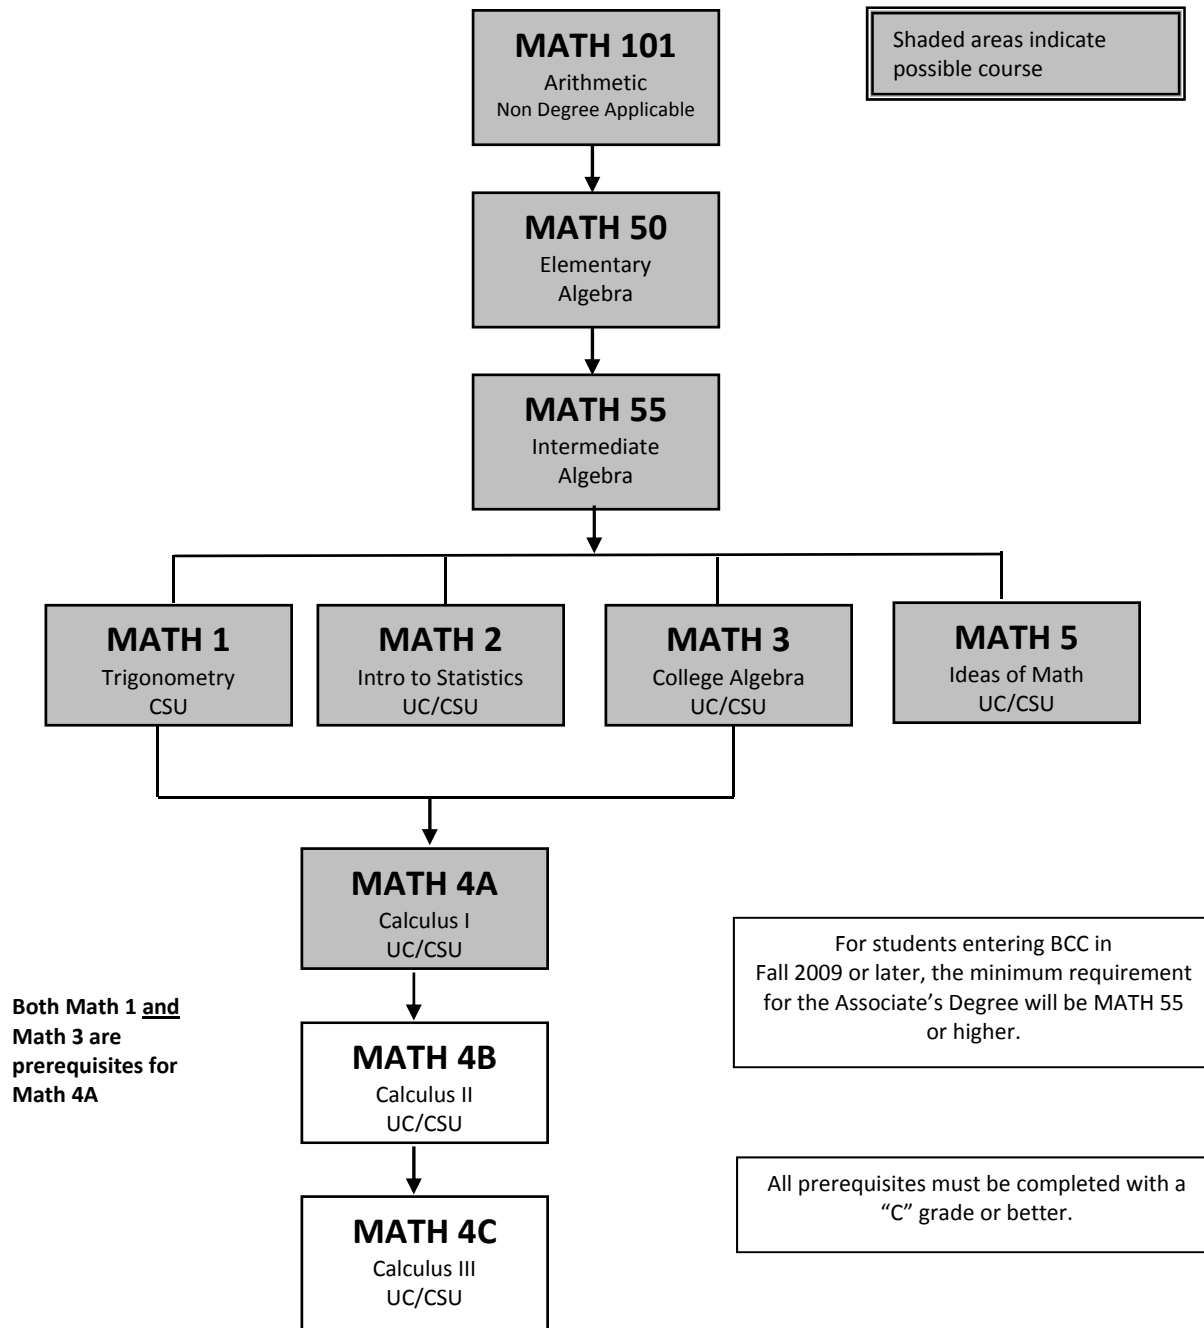 MATH 101
Arithmetic
Non Degree Applicable
Shaded areas indicate
possible course
MATH 50
Elementary
Algebra
MATH 55
Intermediate
Algebra
MATH 1
Trigonometry
CSU
MATH 2
Intro to Statistics
UC/CSU
MATH 3
College Algebra
UC/CSU
MATH 5
Ideas of Math
UC/CSU
MATH 4A
Calculus I
UC/CSU
Both Math 1 and
Math 3 are
prerequisites for
Math 4A
For students entering BCC in
Fall 2009 or later, the minimum requirement
for the Associate’s Degree will be MATH 55
or higher.
MATH 4B
Calculus II
UC/CSU
All prerequisites must be completed with a
“C” grade or better.
MATH 4C
Calculus III
UC/CSU